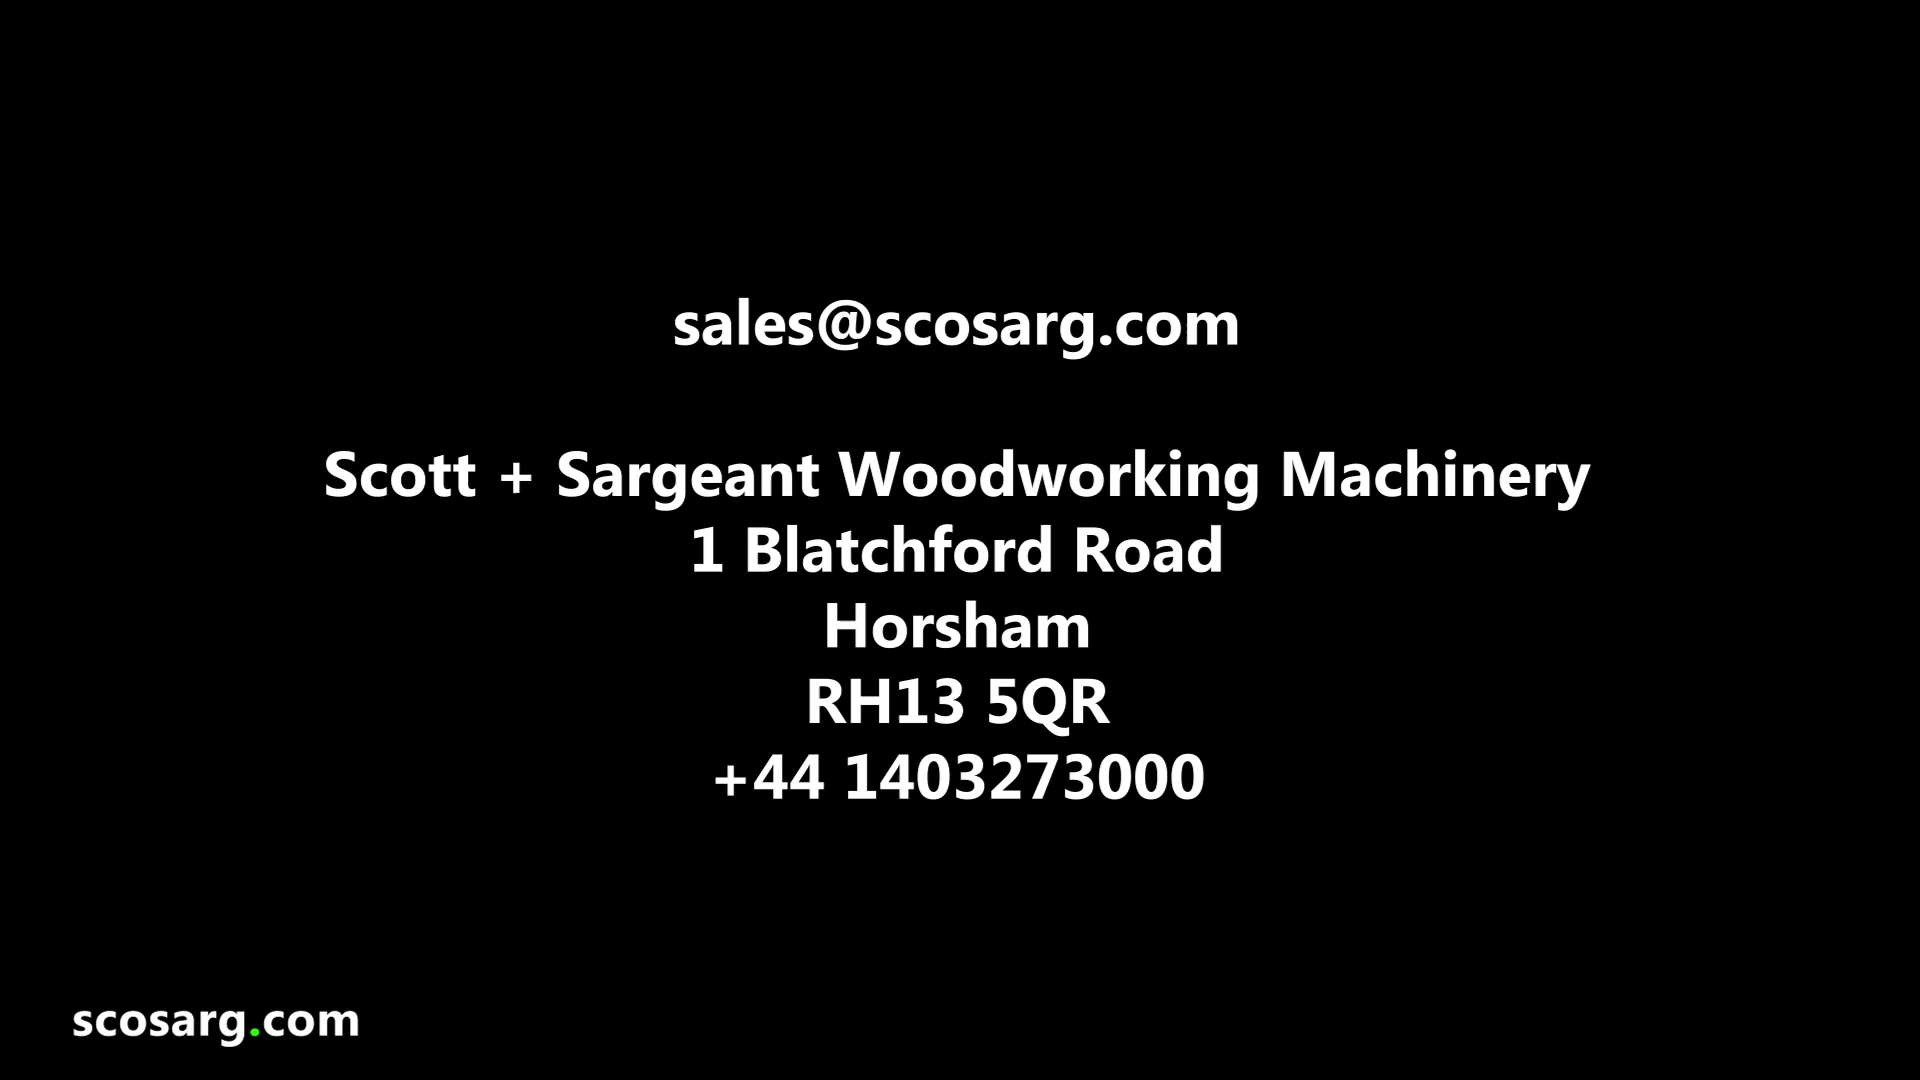 sales@scosarg.com
Scott + Sargeant Woodworking Machinery
1 Blatchford Road
Horsham
RH13 5QR
+44 1403273000
scosarg.com